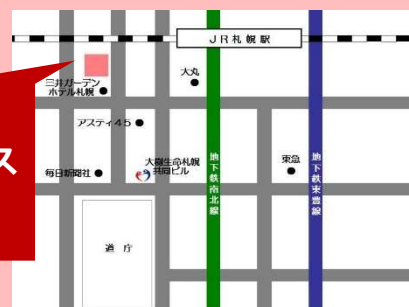 JR札幌駅
大丸
三井ガーデン
ホテル札幌
アスティ45
ス
大樹生命札幌
共同ビル
毎日新聞社
東急
地下鉄南北線
地下鉄東豊線
道庁